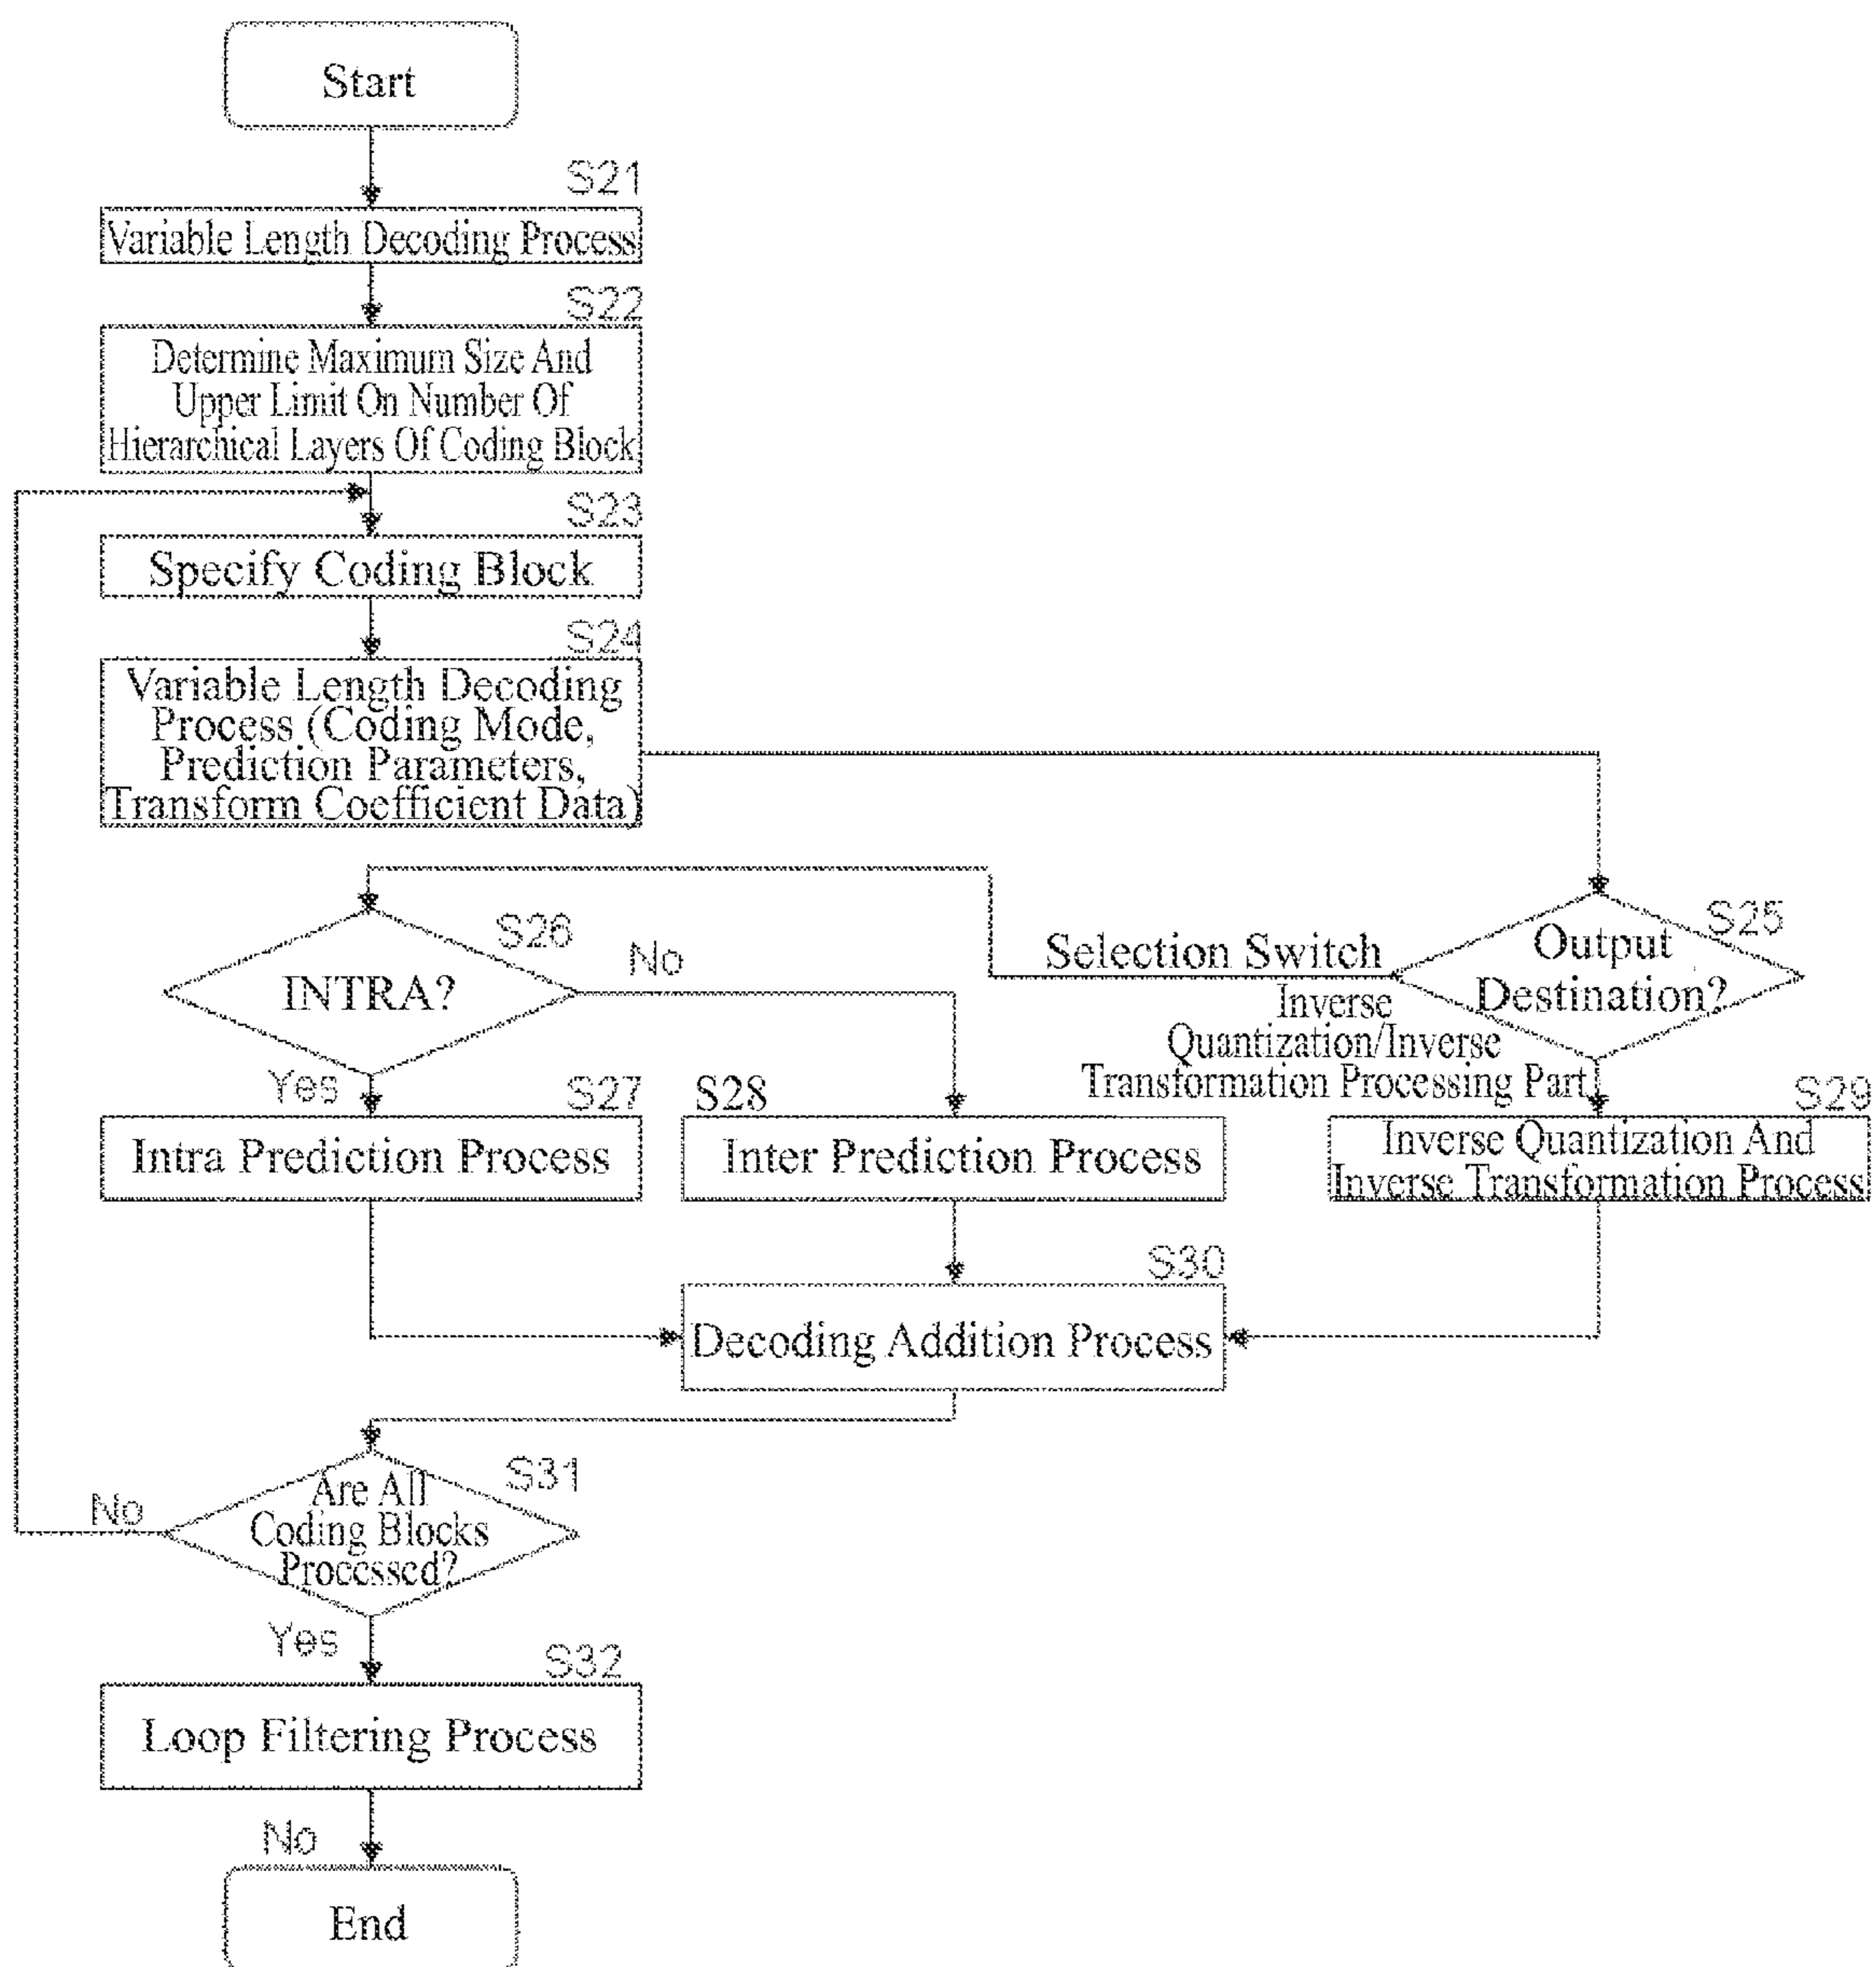 Start
S21
Variable Length Decoding Process
S22
Determine Maximum Size And
Upper Limit On Number Of
Hierarchical Layers Of Coding Block
S23
Specify Coding Block
S24
Variable Length Decoding
Process (Coding Mode,
Prediction Parameters,
Transform Coefficient Data)
S25
Output
Destination?
Selection Switch
Inverse
Quantization/Inverse
Transformation Processing Part
S26
INTRA?
No
Yes
S27
Intra Prediction Process
S28
Inter Prediction Process
S29
Inverse Quantization And
Inverse Transformation Process
S30
Decoding Addition Process
S31
Are All
Coding Blocks
Processed?
No
Yes
S32
Loop Filtering Process
No
End